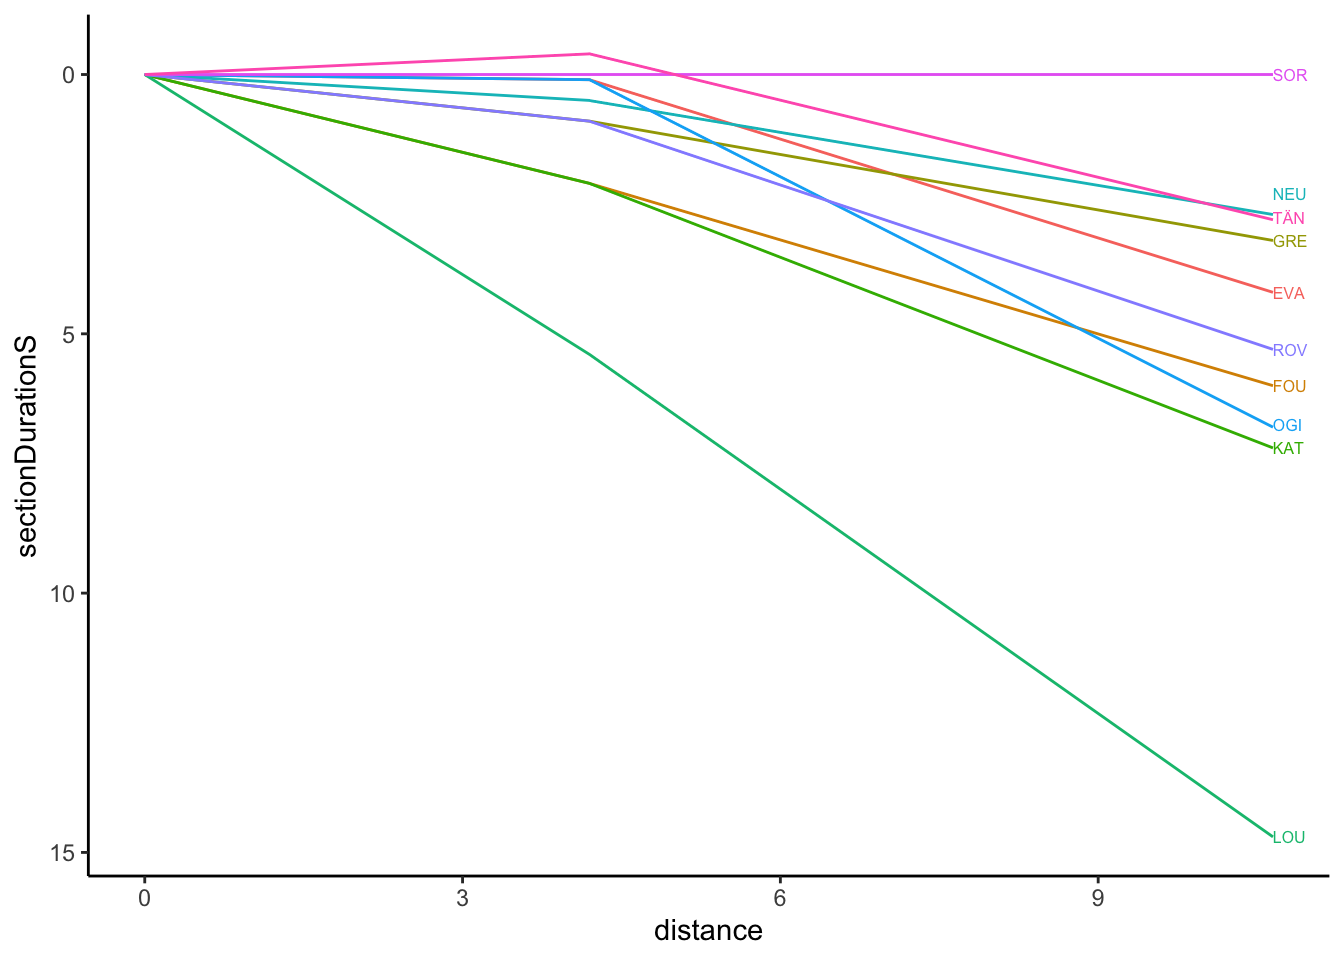 0
5
10
15
sectionDurationS
SOR
NEU
TÄN
GRE
EVA
ROV
FOU
OGI
KAT
LOU
0 3 6 9
distance